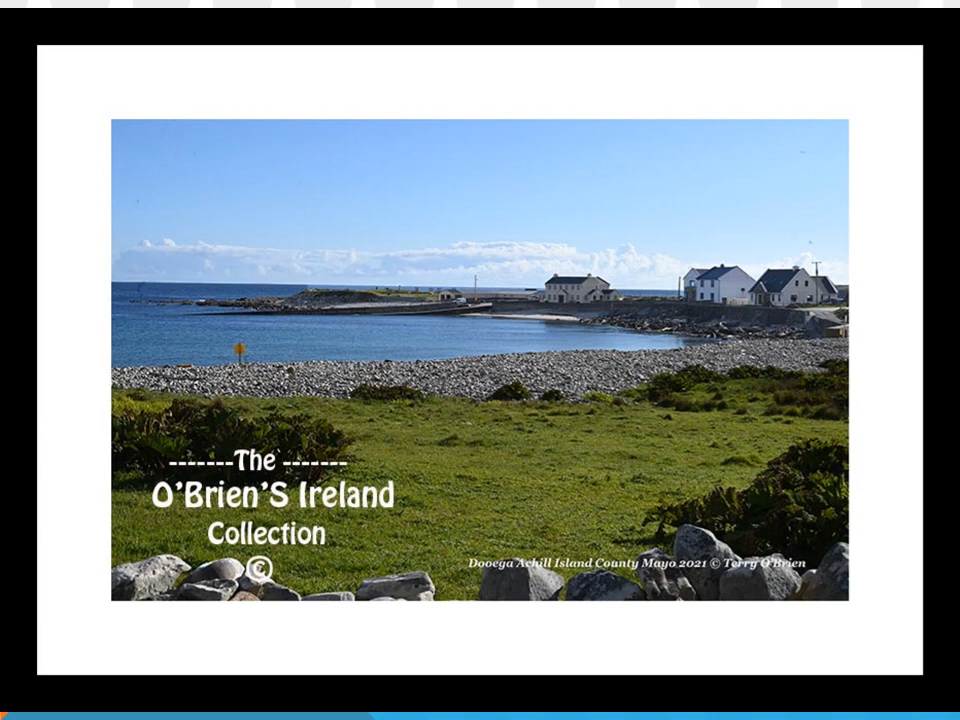 -------The -------
O'Brien'S Ireland
Collection
©
Dooega Achill Island County Mayo 2021 © Terry O'Brien